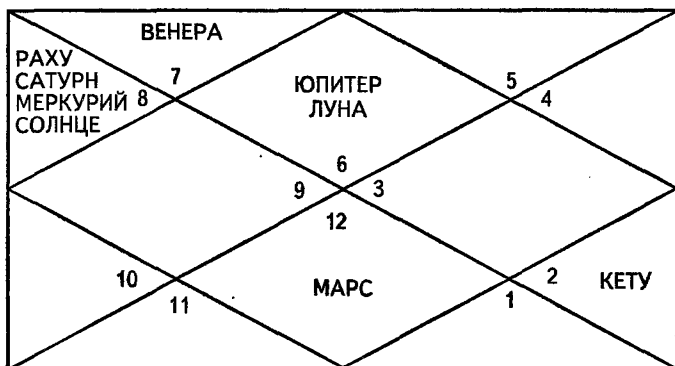 ВЕНЕРА
РАХУ
САТУРН
МЕРКУРИЙ
СОЛНЦЕ
7
8
ЮПИТЕР
ЛУНА
5
4
6
9
3
12
10
11
МАРС
2
1
КЕТУ